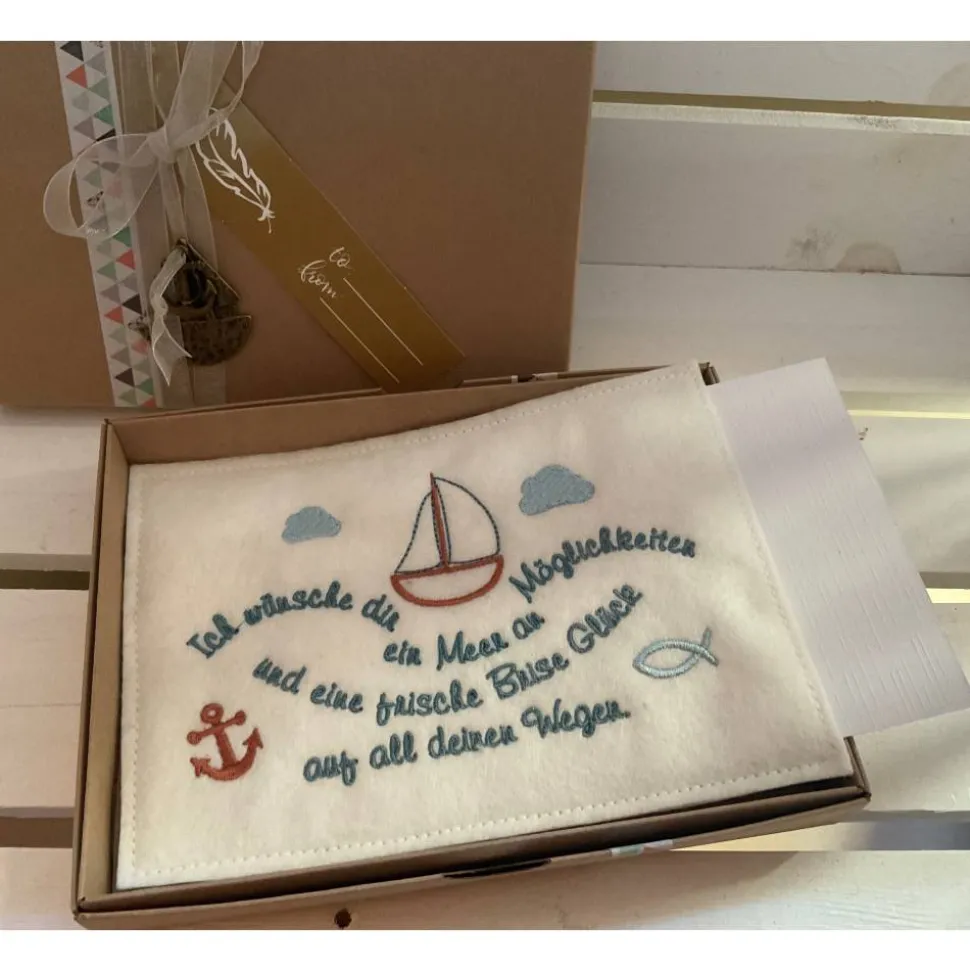 to
from
Ich wünsche dir
ein Meer an Möglichkeiten
und eine frische Brise Glück
auf all deinen Wegen.